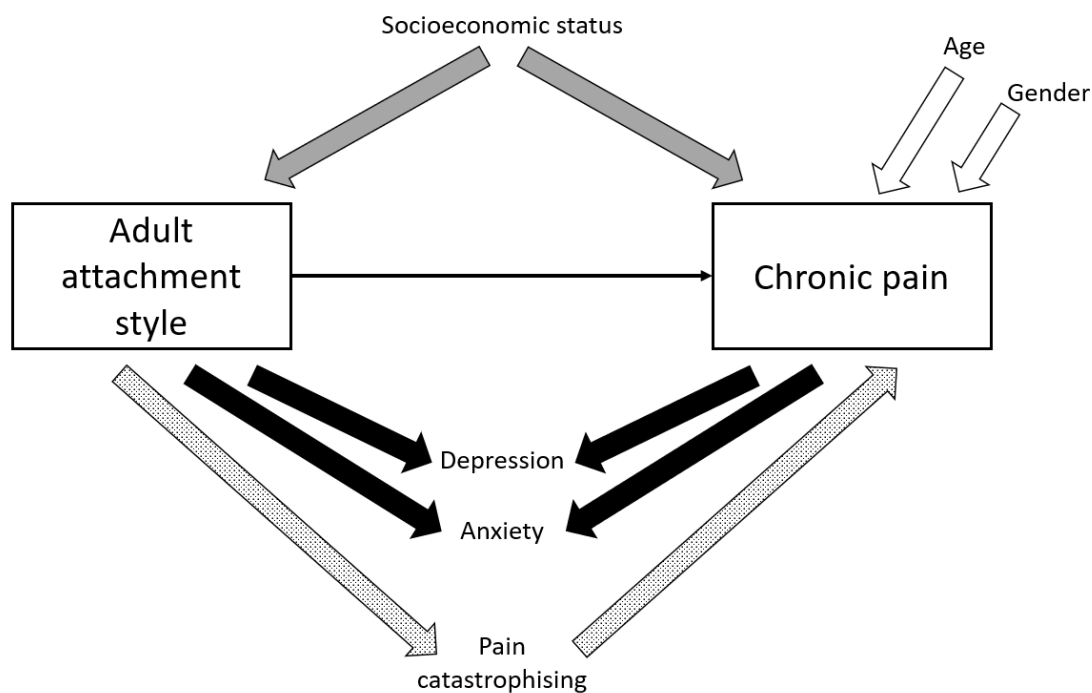 Socioeconomic status
Age
Gender
Adult
attachment
style
Chronic pain
Depression
Anxiety
Pain
catastrophising